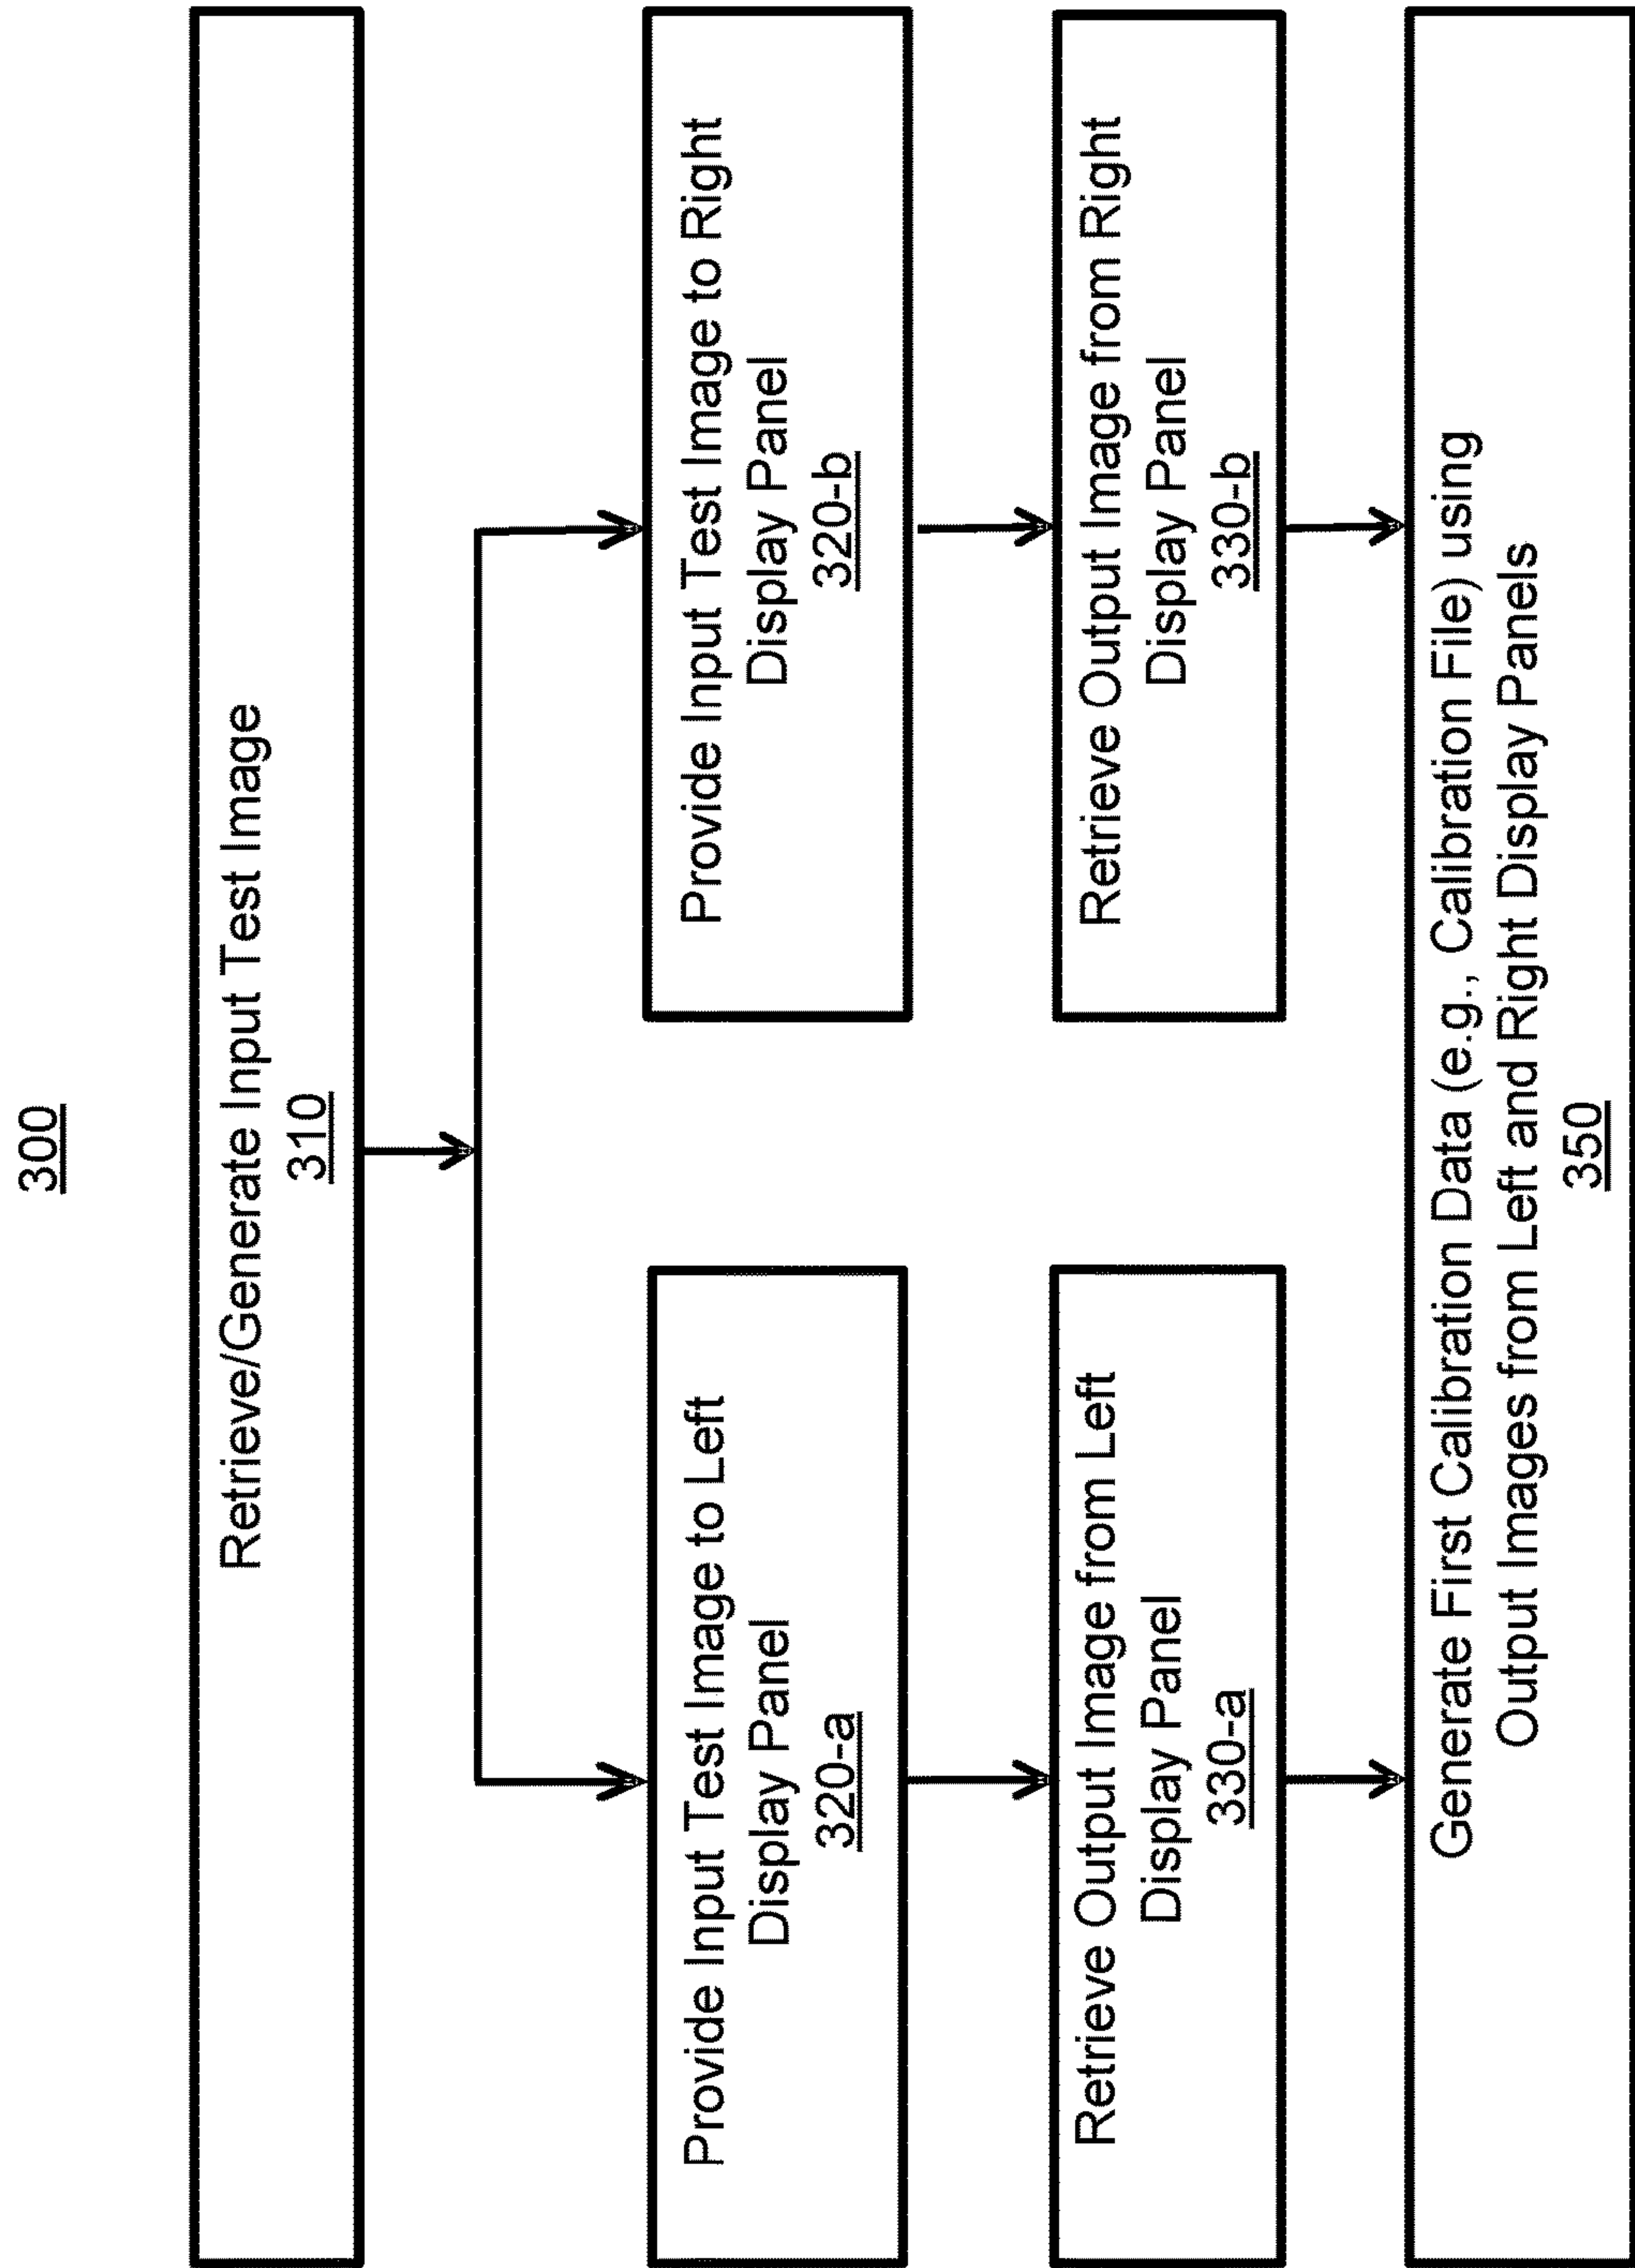 300
Retrieve/Generate Input Test Image
310
Provide Input Test Image to Left
Display Panel
320-a
Provide Input Test Image to Right
Display Panel
320-b
Retrieve Output Image from Left
Display Panel
330-a
Retrieve Output Image from Right
Display Panel
330-b
Generate First Calibration Data (e.g., Calibration File) using
Output Images from Left and Right Display Panels
350